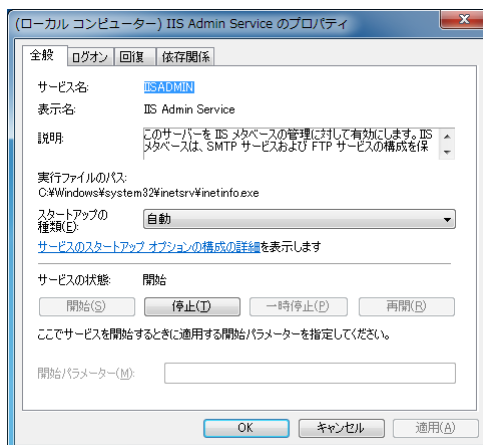 (ローカル コンピューター) IIS Admin Service のプロパティ
全般 ログオン 回復 依存関係
サービス名: IISADMIN
表示名: IIS Admin Service
説明: このサーバーを IIS メタベースの管理に対して有効にします。IIS
メタベースは、SMTP サービスおよび FTP サービスの構成を保
実行ファイルのパス:
C:¥Windows¥system32¥inetsrv¥inetinfo.exe
スタートアップの
種類(E): 自動
サービスのスタートアップ オプションの構成の詳細を表示します
サービスの状態: 開始
開始(S) 停止(T) 一時停止(P) 再開(R)
ここでサービスを開始するときに適用する開始パラメーターを指定してください。
開始パラメーター(M):
OK キャンセル 適用(A)